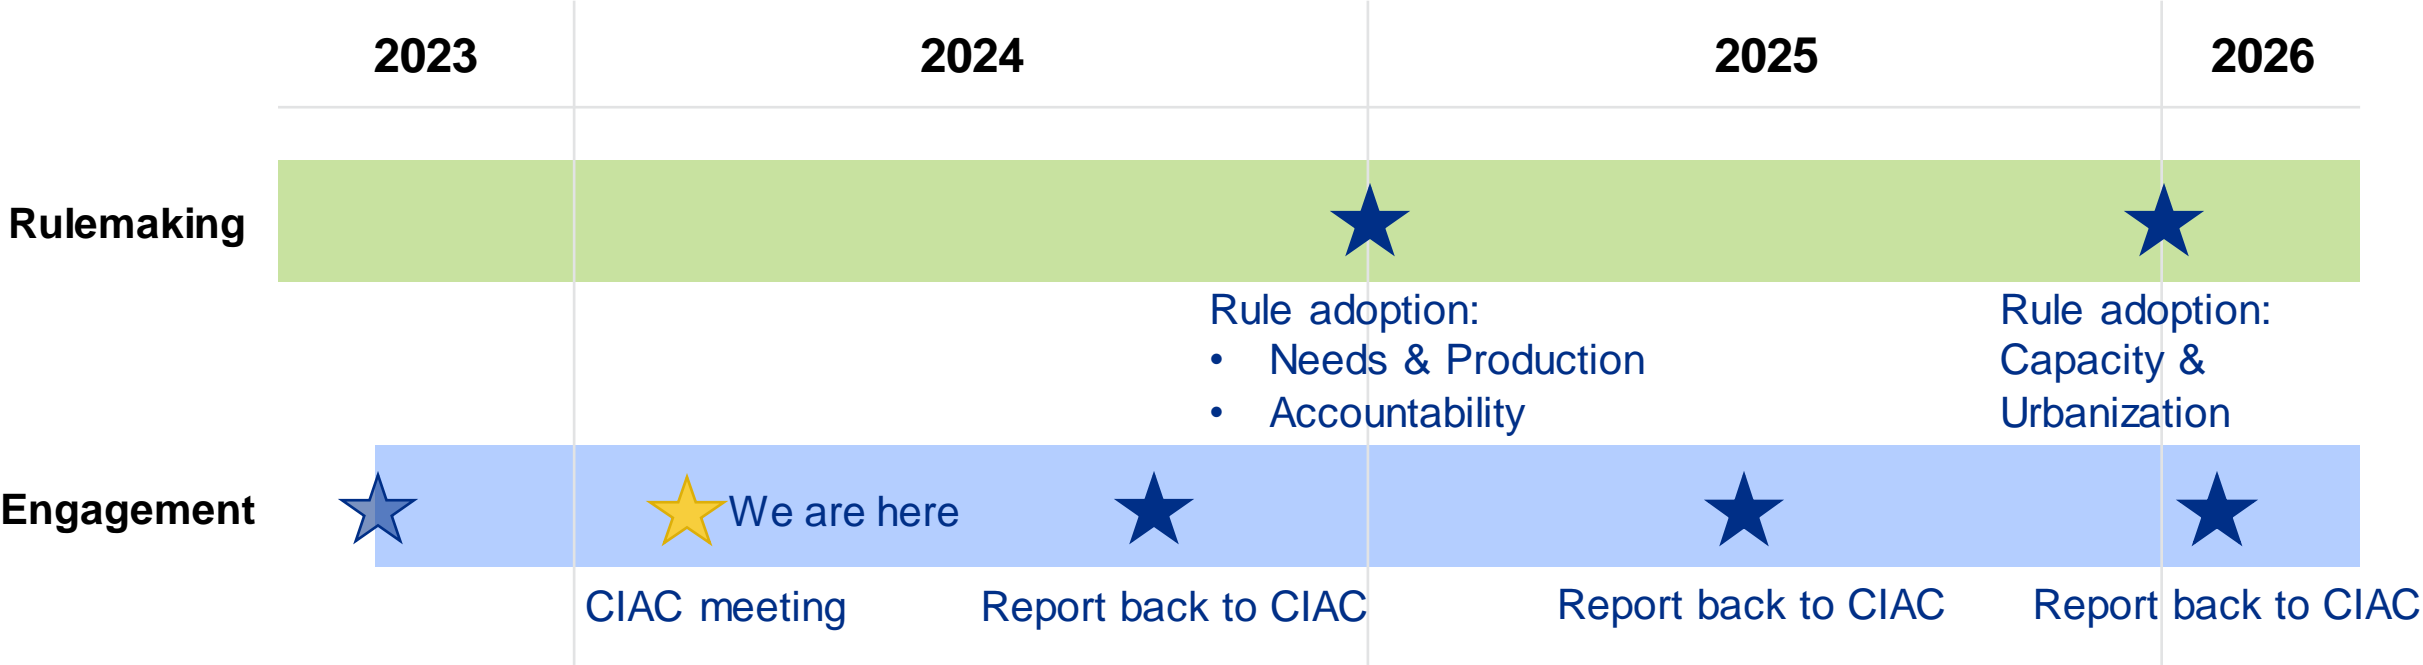 2023 2024 2025 2026
Rulemaking
Rule adoption:
• Needs & Production
• Accountability
Rule adoption:
Capacity &
Urbanization
Engagement
We are here
CIAC meeting
Report back to CIAC
Report back to CIAC
Report back to CIAC